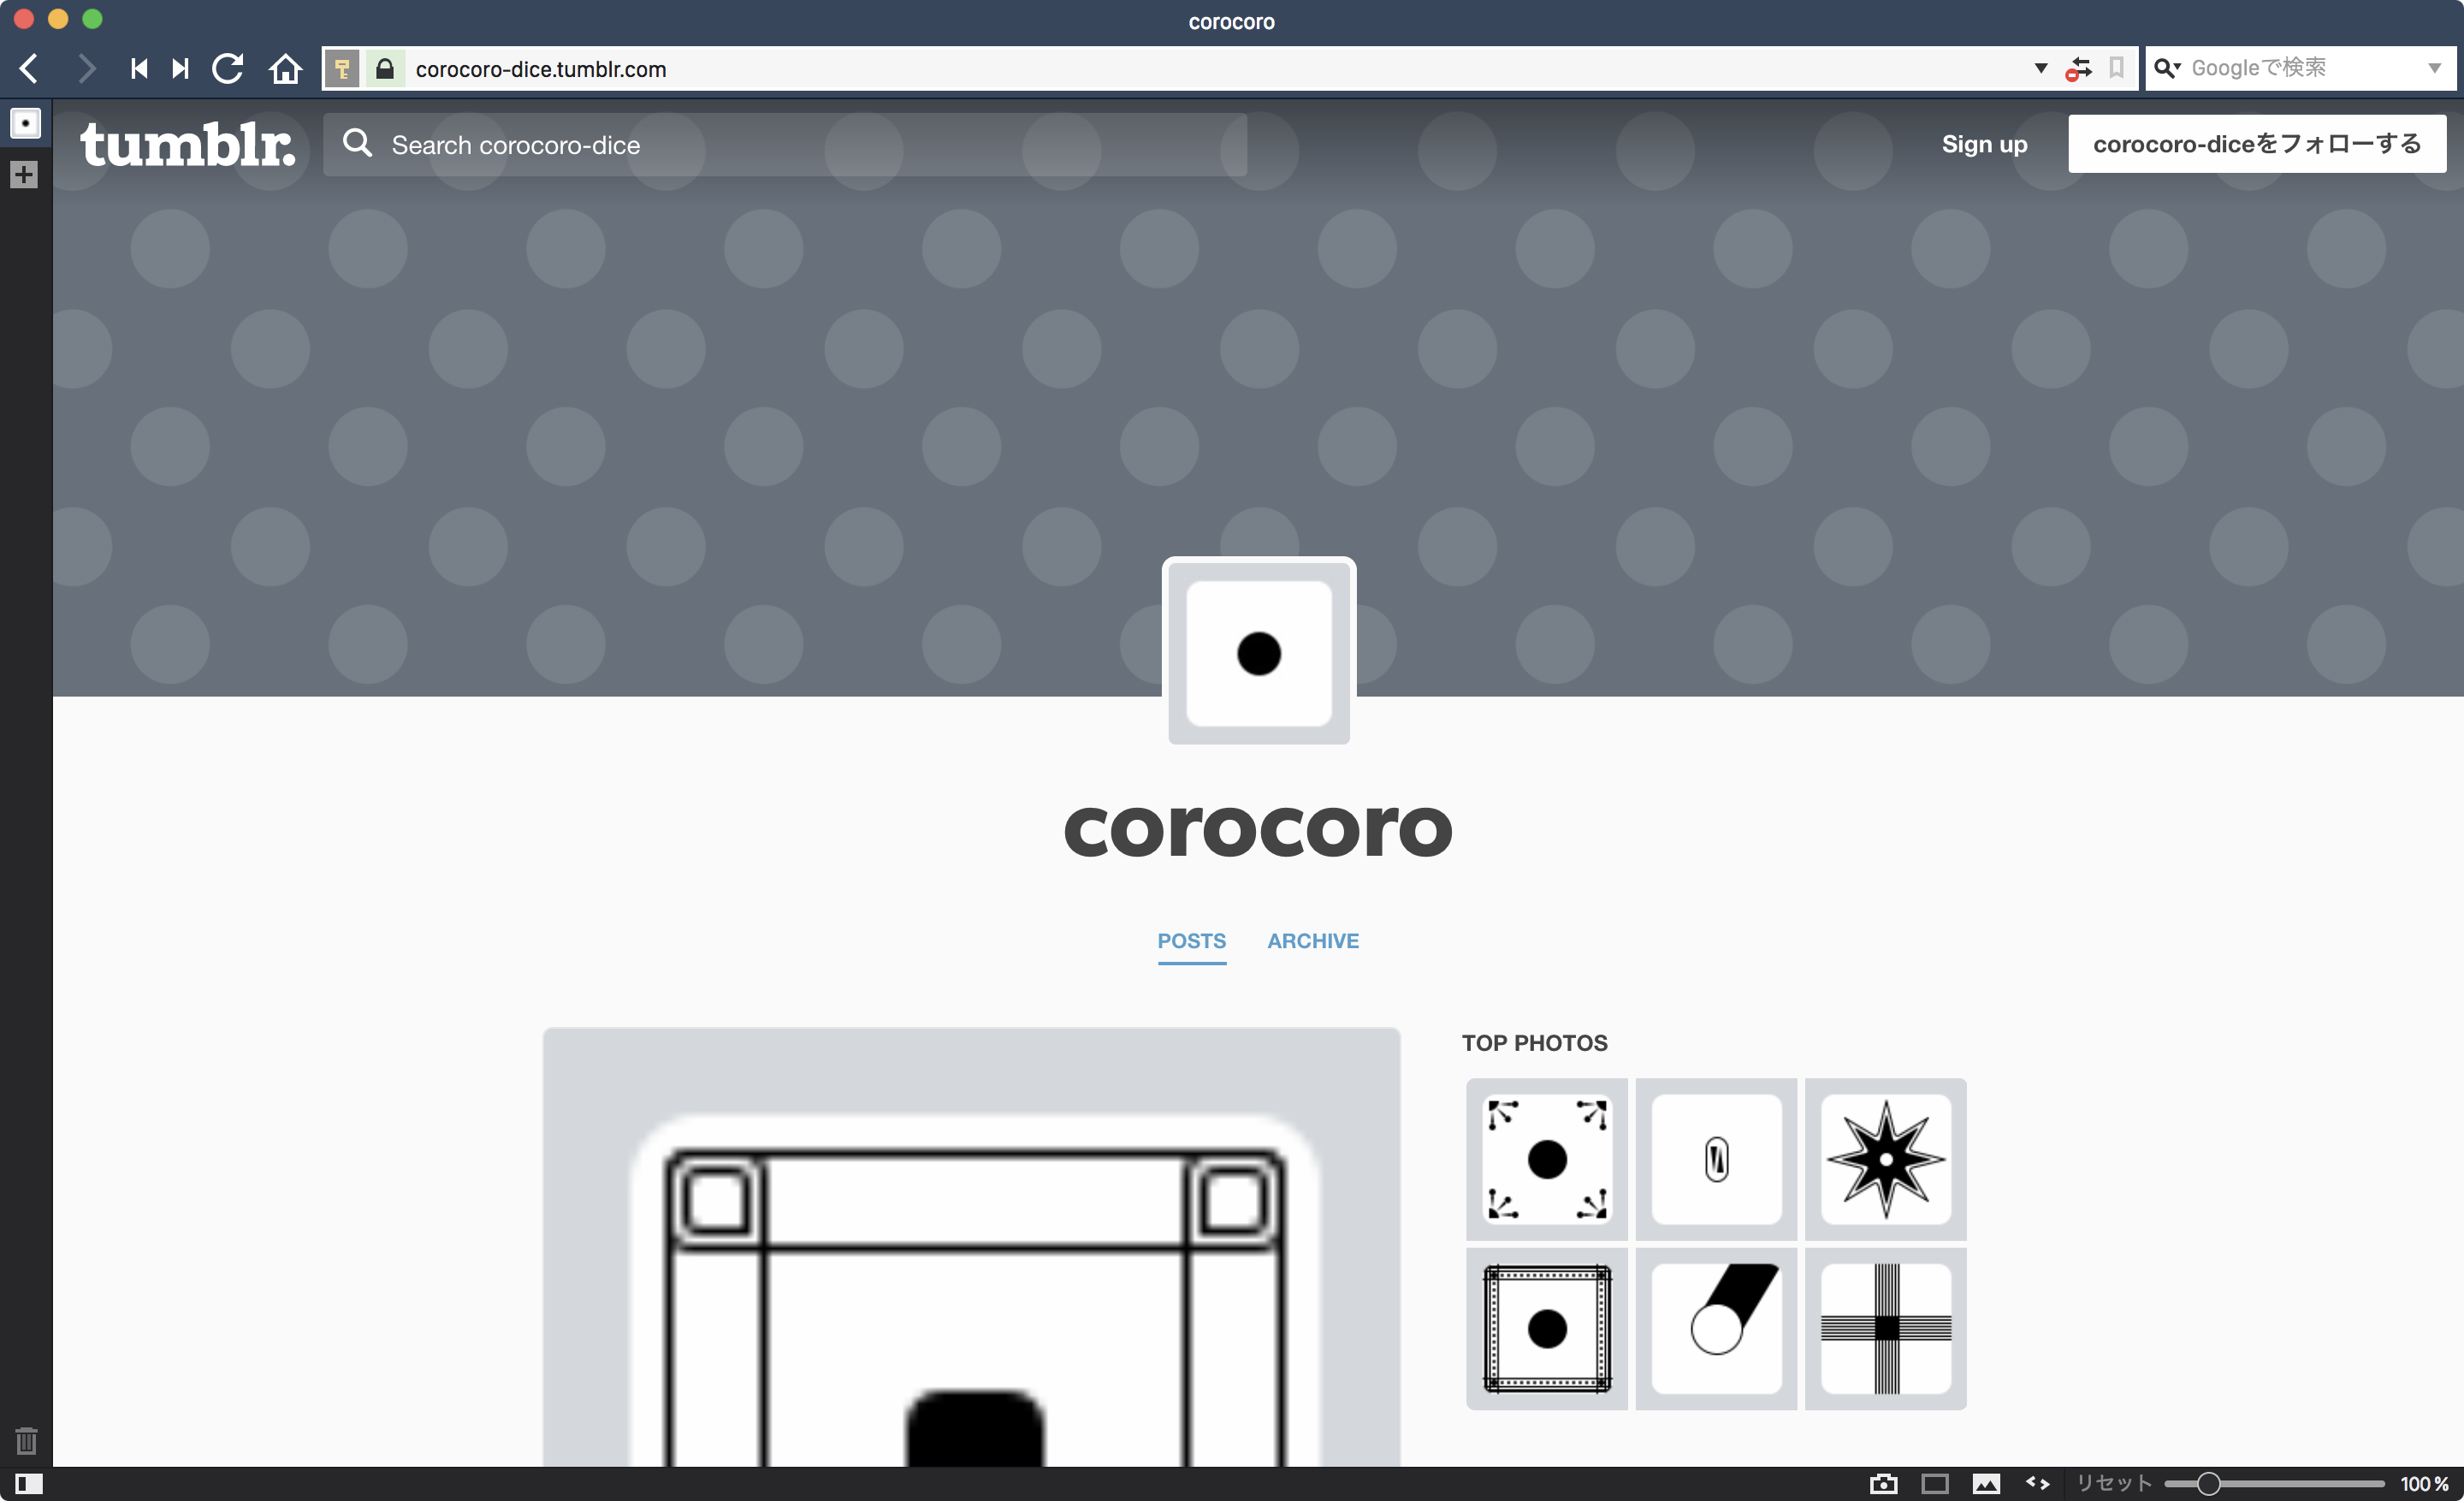 corocoro
corocoro-dice.tumblr.com
Googleで検索
tumblr.
Search corocoro-dice
Sign up
corocoro-diceをフォローする
corocoro
POSTS
ARCHIVE
TOP PHOTOS
リセット
100 %